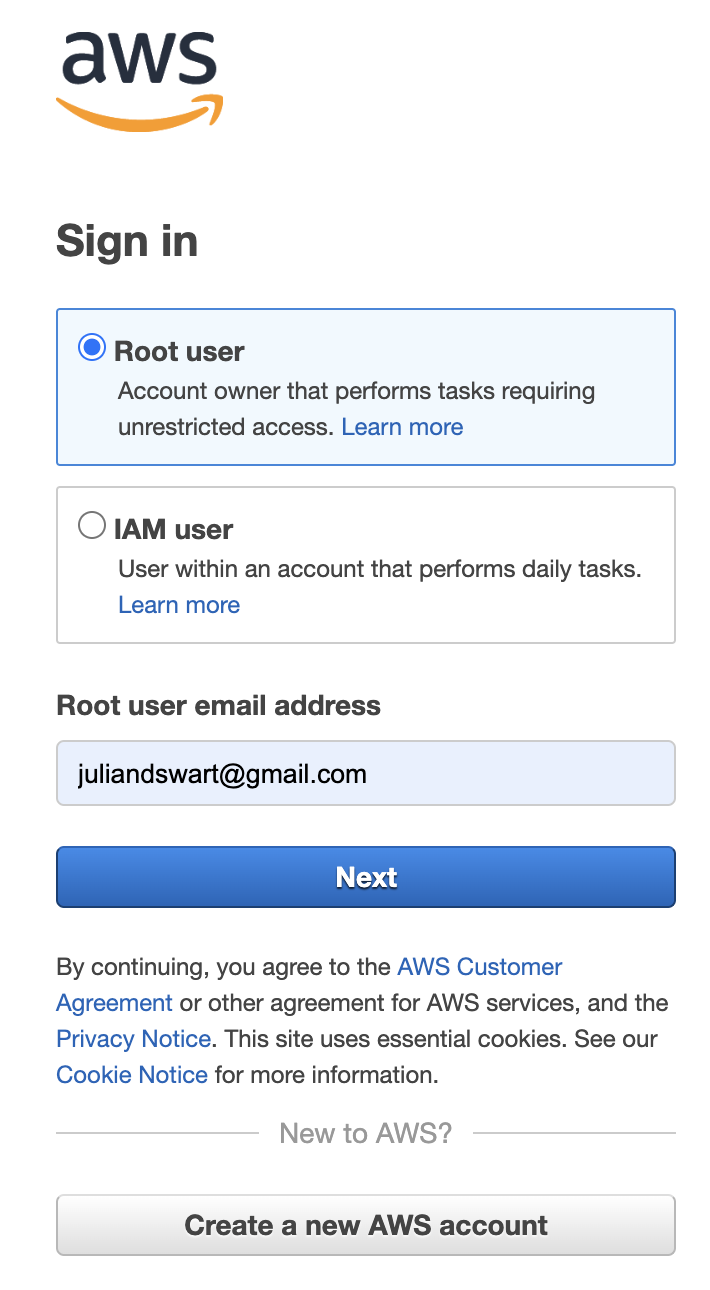 aws
Sign in
Root user
Account owner that performs tasks requiring
unrestricted access. Learn more
IAM user
User within an account that performs daily tasks.
Learn more
Root user email address
juliandswart@gmail.com
Next
By continuing, you agree to the AWS Customer
Agreement or other agreement for AWS services, and the
Privacy Notice. This site uses essential cookies. See our
Cookie Notice for more information.
New to AWS?
Create a new AWS account